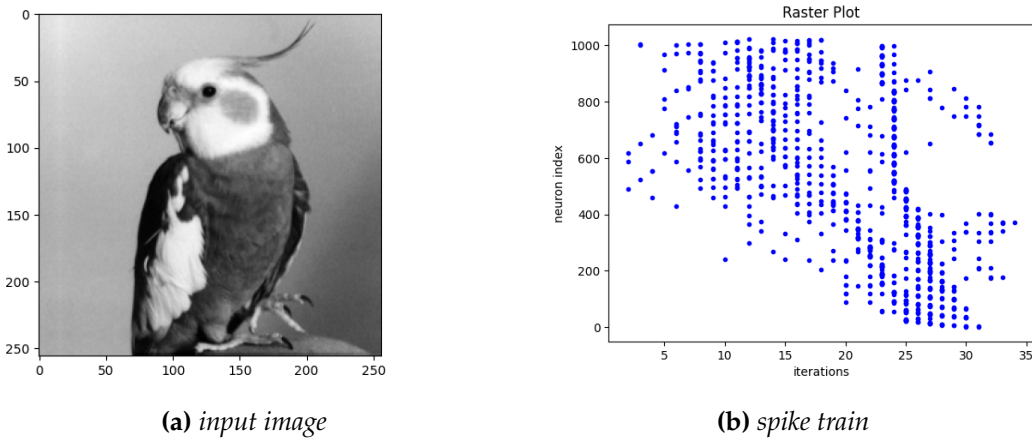 Raster Plot
0
50
100
150
200
250
0 50 100 150 200 250
1000
800
600
400
200
0
neuron index
5 10 15 20 25 30 35
iterations
(a) input image
(b) spike train